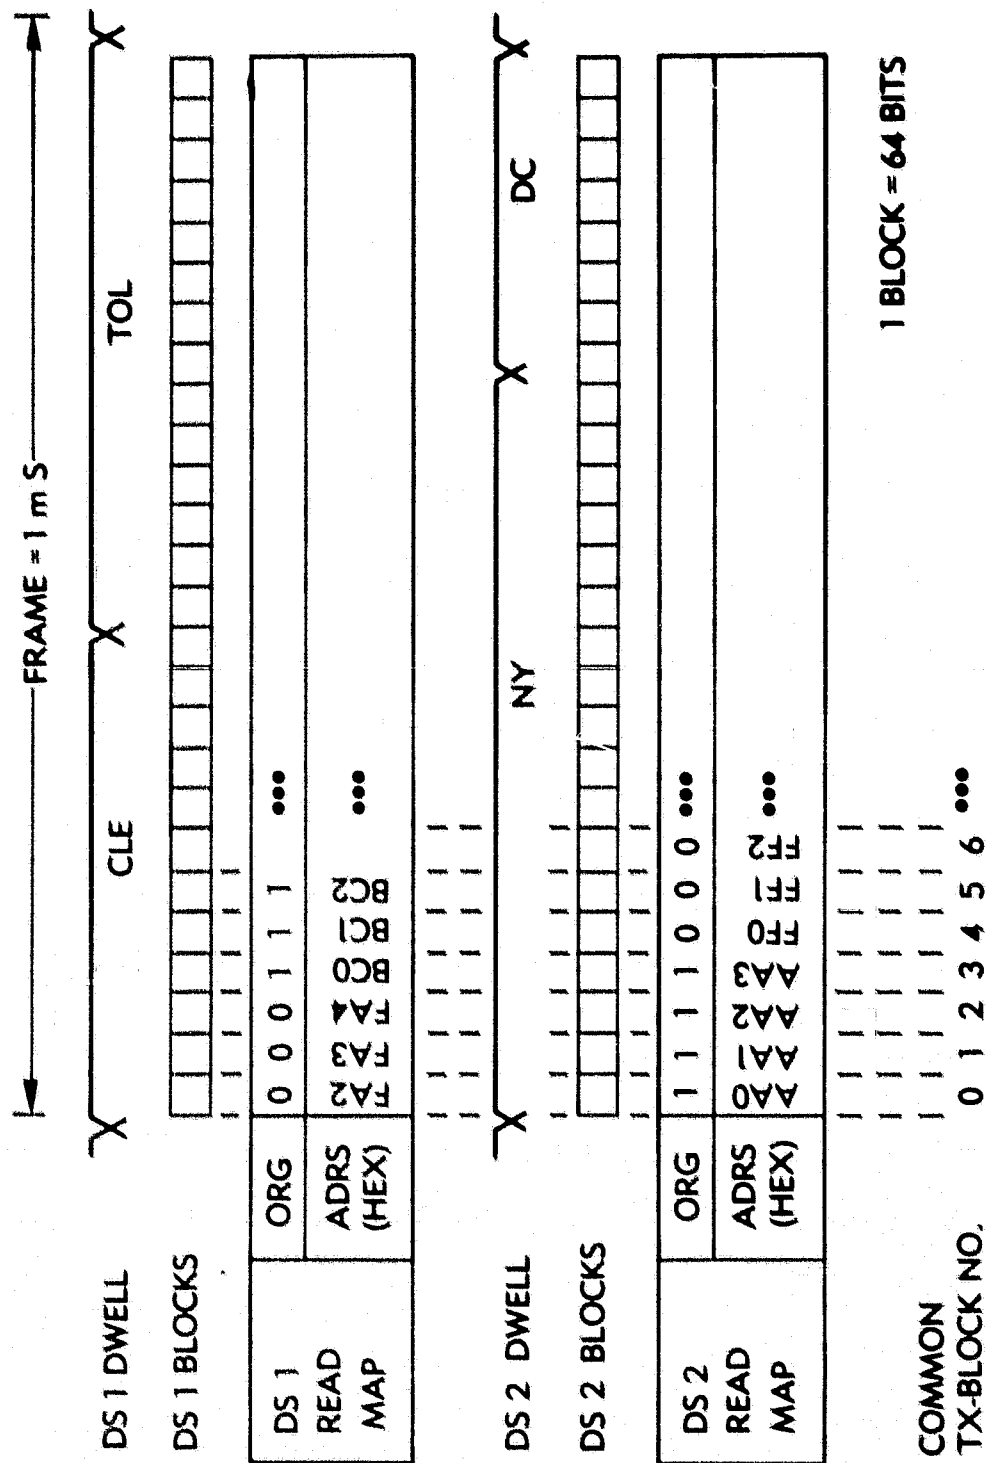 FRAME = 1 m S
DS 1 DWELL CLE TOL
DS 1 BLOCKS
DS 1 READ MAP
ORG 0 0 0 1 1 1 •••
ADRS (HEX) FA2 FA3 FA4 BC0 BC1 BC2 •••
DS 2 DWELL NY DC
DS 2 BLOCKS
DS 2 READ MAP
ORG 1 1 1 1 0 0 0 •••
ADRS (HEX) AA0 AA1 AA2 AA3 FF0 FF1 FF2 •••
1 BLOCK = 64 BITS
COMMON
TX-BLOCK NO. 0 1 2 3 4 5 6 •••